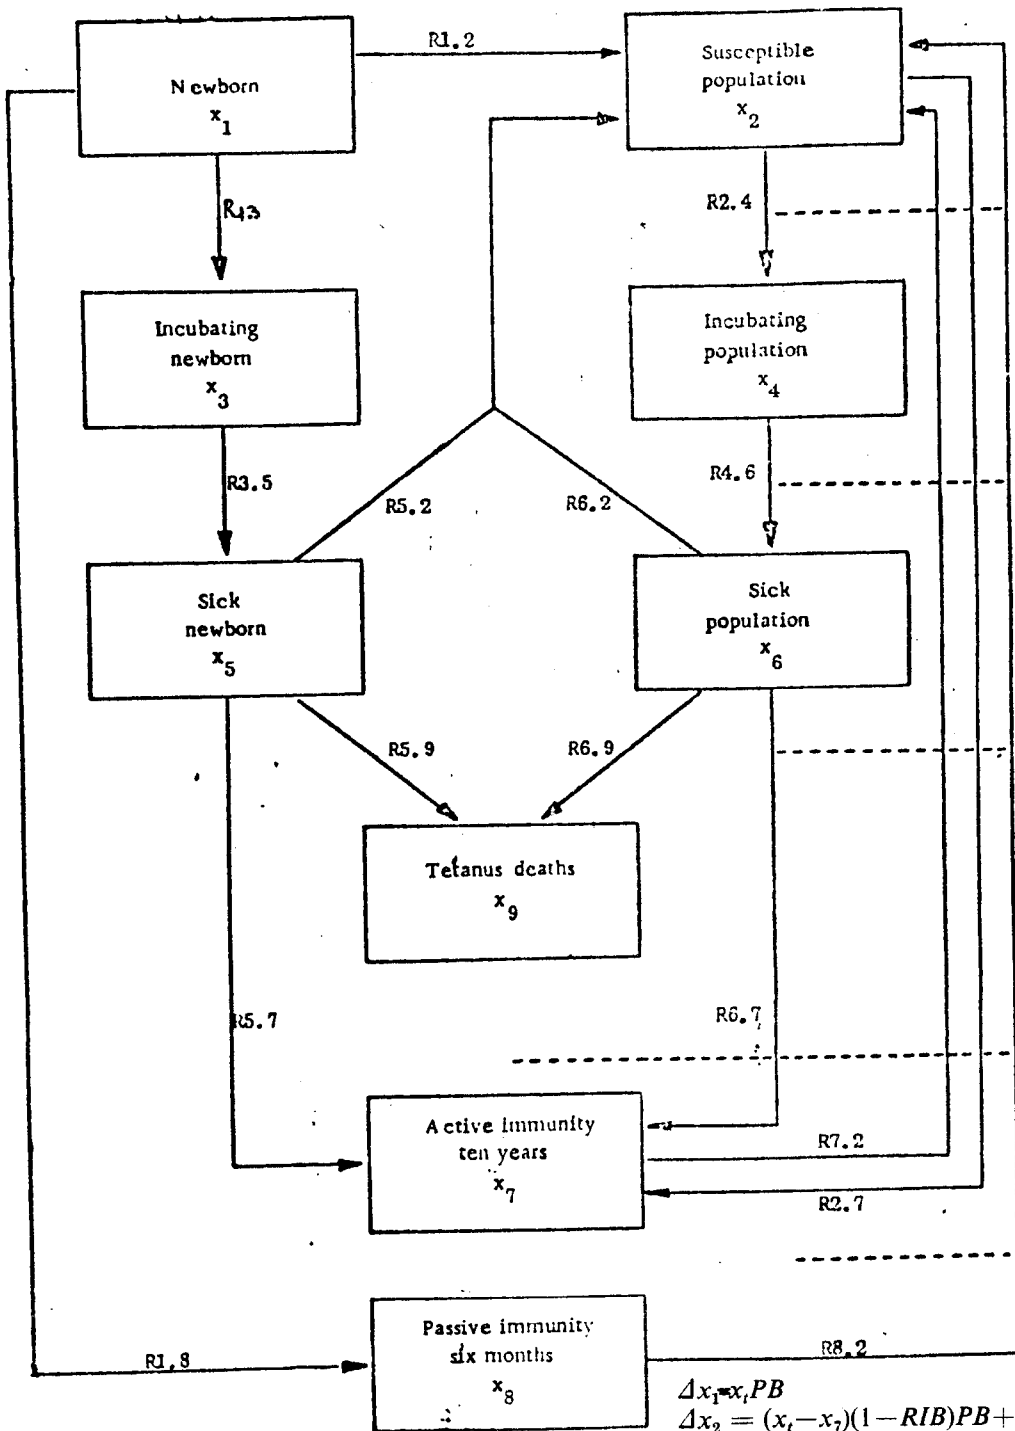 R1.2
Newborn
x1
Susceptible
population
x2
R13
R2.4
Incubating
newborn
x3
Incubating
population
x4
R3.5
R5.2
R6.2
R4.6
Sick
newborn
x5
Sick
population
x6
R5.9
R6.9
Tetanus deaths
x9
R5.7
R6.7
Active immunity
ten years
x7
R7.2
R2.7
Passive immunity
six months
x8
R1.8
R8.2
Δx₁=xₜPB
Δx₂ = (xₜ−x₇)(1−RIB)PB+